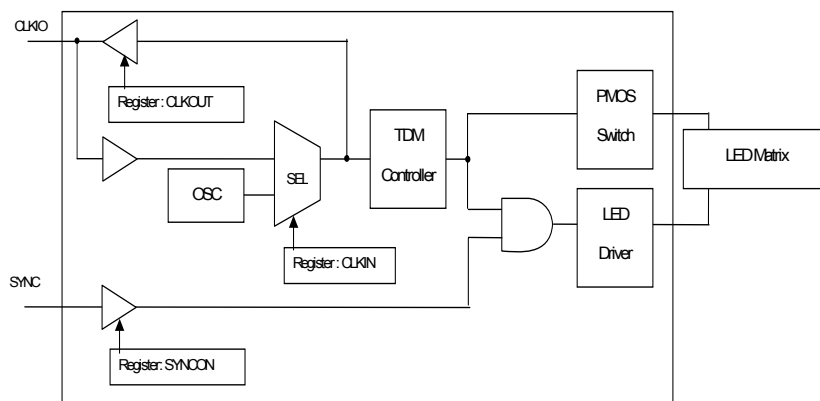 CLKIO
Register : CLKOUT
TDM
Controller
PMOS
Switch
LED Matrix
SEL
OSC
LED
Driver
Register : CLKIN
SYNC
Register: SYNCON